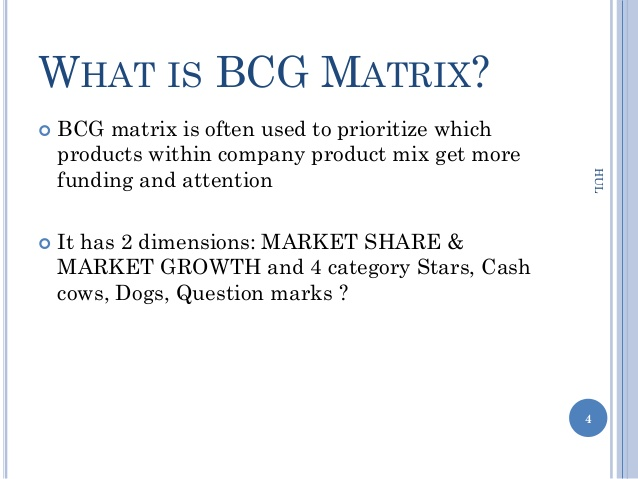 WHAT IS BCG MATRIX?
BCG matrix is often used to prioritize which
products within company product mix get more
funding and attention
It has 2 dimensions: MARKET SHARE &
MARKET GROWTH and 4 category Stars, Cash
cows, Dogs, Question marks ?
HUL
4